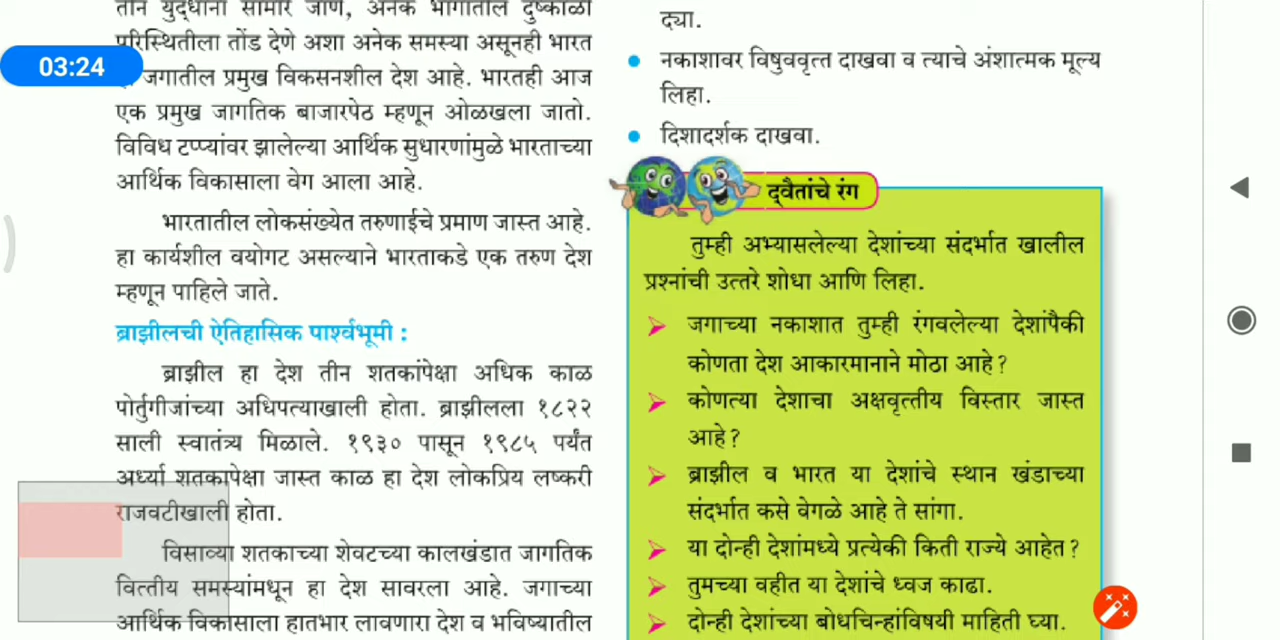 तीन युद्धांना सामोरे जाणे, अनेक भागांतील दुष्काळी
परिस्थितीला तोंड देणे अशा अनेक समस्या असूनही भारत
जगातील प्रमुख विकसनशील देश आहे. भारतही आज
एक प्रमुख जागतिक बाजारपेठ म्हणून ओळखला जातो.
विविध टप्प्यांवर झालेल्या आर्थिक सुधारणांमुळे भारताच्या
आर्थिक विकासाला वेग आला आहे.
भारतातील लोकसंख्येत तरुणाईचे प्रमाण जास्त आहे.
हा कार्यशील वयोगट असल्याने भारताकडे एक तरुण देश
म्हणून पाहिले जाते.
ब्राझीलची ऐतिहासिक पार्श्वभूमी :
ब्राझील हा देश तीन शतकांपेक्षा अधिक काळ
पोर्तुगीजांच्या अधिपत्याखाली होता. ब्राझीलला १८२२
साली स्वातंत्र्य मिळाले. १९३० पासून १९८५ पर्यंत
अर्ध्या शतकापेक्षा जास्त काळ हा देश लोकप्रिय लष्करी
राजवटीखाली होता.
विसाव्या शतकाच्या शेवटच्या कालखंडात जागतिक
वित्तीय समस्यांमधून हा देश सावरला आहे. जगाच्या
आर्थिक विकासाला हातभार लावणारा देश व भविष्यातील
03:24
द्या.
नकाशावर विषुववृत्त दाखवा व त्याचे अंशात्मक मूल्य
लिहा.
दिशादर्शक दाखवा.
द्वैतांचे रंग
तुम्ही अभ्यासलेल्या देशांच्या संदर्भात खालील
प्रश्नांची उत्तरे शोधा आणि लिहा.
जगाच्या नकाशात तुम्ही रंगवलेल्या देशांपैकी
कोणता देश आकारमानाने मोठा आहे?
कोणत्या देशाचा अक्षवृत्तीय विस्तार जास्त
आहे?
ब्राझील व भारत या देशांचे स्थान खंडाच्या
संदर्भात कसे वेगळे आहे ते सांगा.
या दोन्ही देशांमध्ये प्रत्येकी किती राज्ये आहेत?
तुमच्या वहीत या देशांचे ध्वज काढा.
दोन्ही देशांच्या बोधचिन्हांविषयी माहिती घ्या.